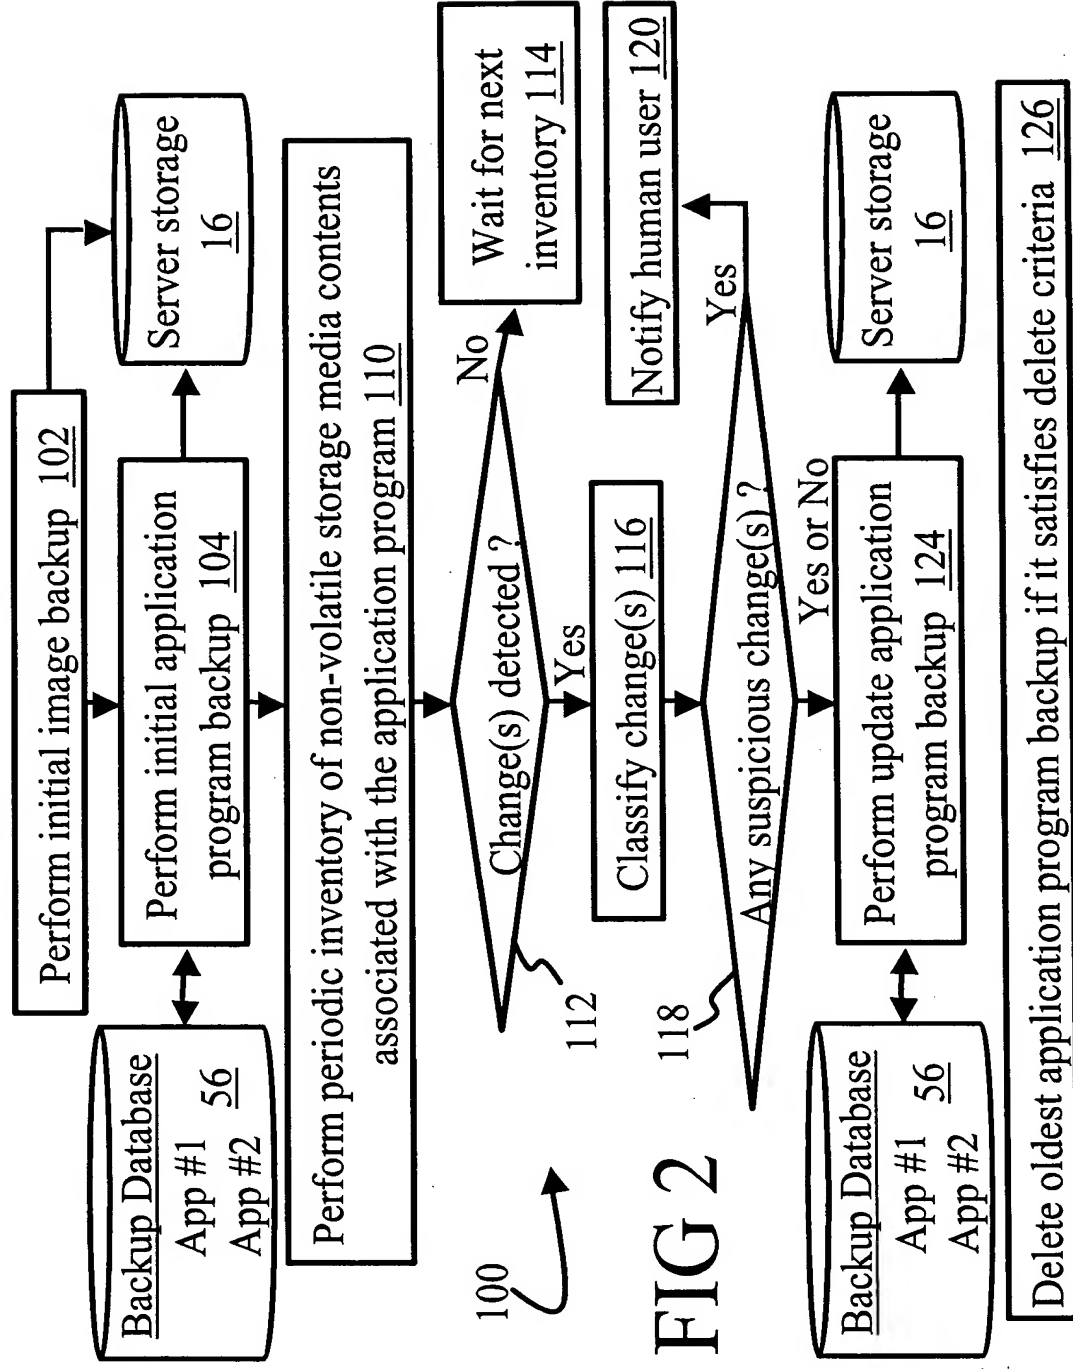 Perform initial image backup 102
Backup Database
App #1
App #2
56
Perform initial application
program backup 104
Server storage
16
Perform periodic inventory of non-volatile storage media contents
associated with the application program 110
Change(s) detected ?
112
No
Wait for next
inventory 114
Yes
Classify change(s) 116
Notify human user 120
Any suspicious change(s) ?
118
Yes
Yes or No
Backup Database
App #1
App #2
56
Perform update application
program backup 124
Server storage
16
Delete oldest application program backup if it satisfies delete criteria 126
100
FIG 2